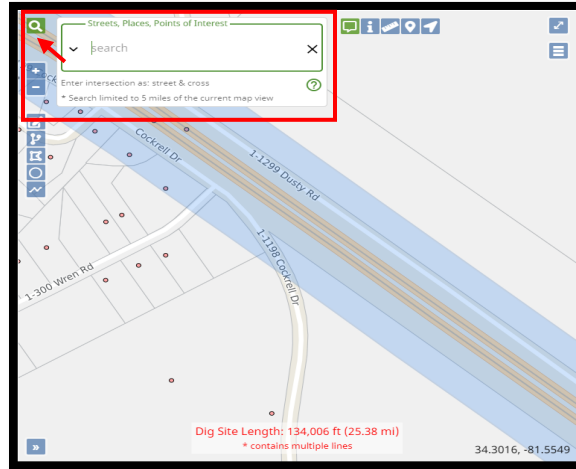 Streets, Places, Points of Interest
search
Enter intersection as: street & cross
* Search limited to 5 miles of the current map view
Cockrell Dr
1-1299 Dusty Rd
1-1198 Cockrell Dr
1-300 Wren Rd
Dig Site Length: 134,006 ft (25.38 mi)
* contains multiple lines
34.3016, -81.5549